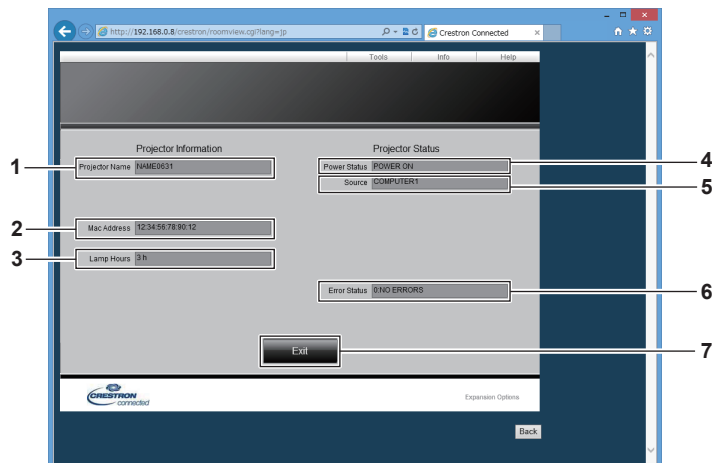 http://192.168.0.8/crestron/roomview.cgi?lang=jp
Crestron Connected
Tools Info Help
Projector Information
Projector Status
1 Projector Name NAME0631
Power Status POWER ON 4
Source COMPUTER1 5
2 Mac Address 12:34:56:78:90:12
3 Lamp Hours 3 h
Error Status 0:NO ERRORS 6
Exit 7
CRESTRON
connected
Expansion Options
Back